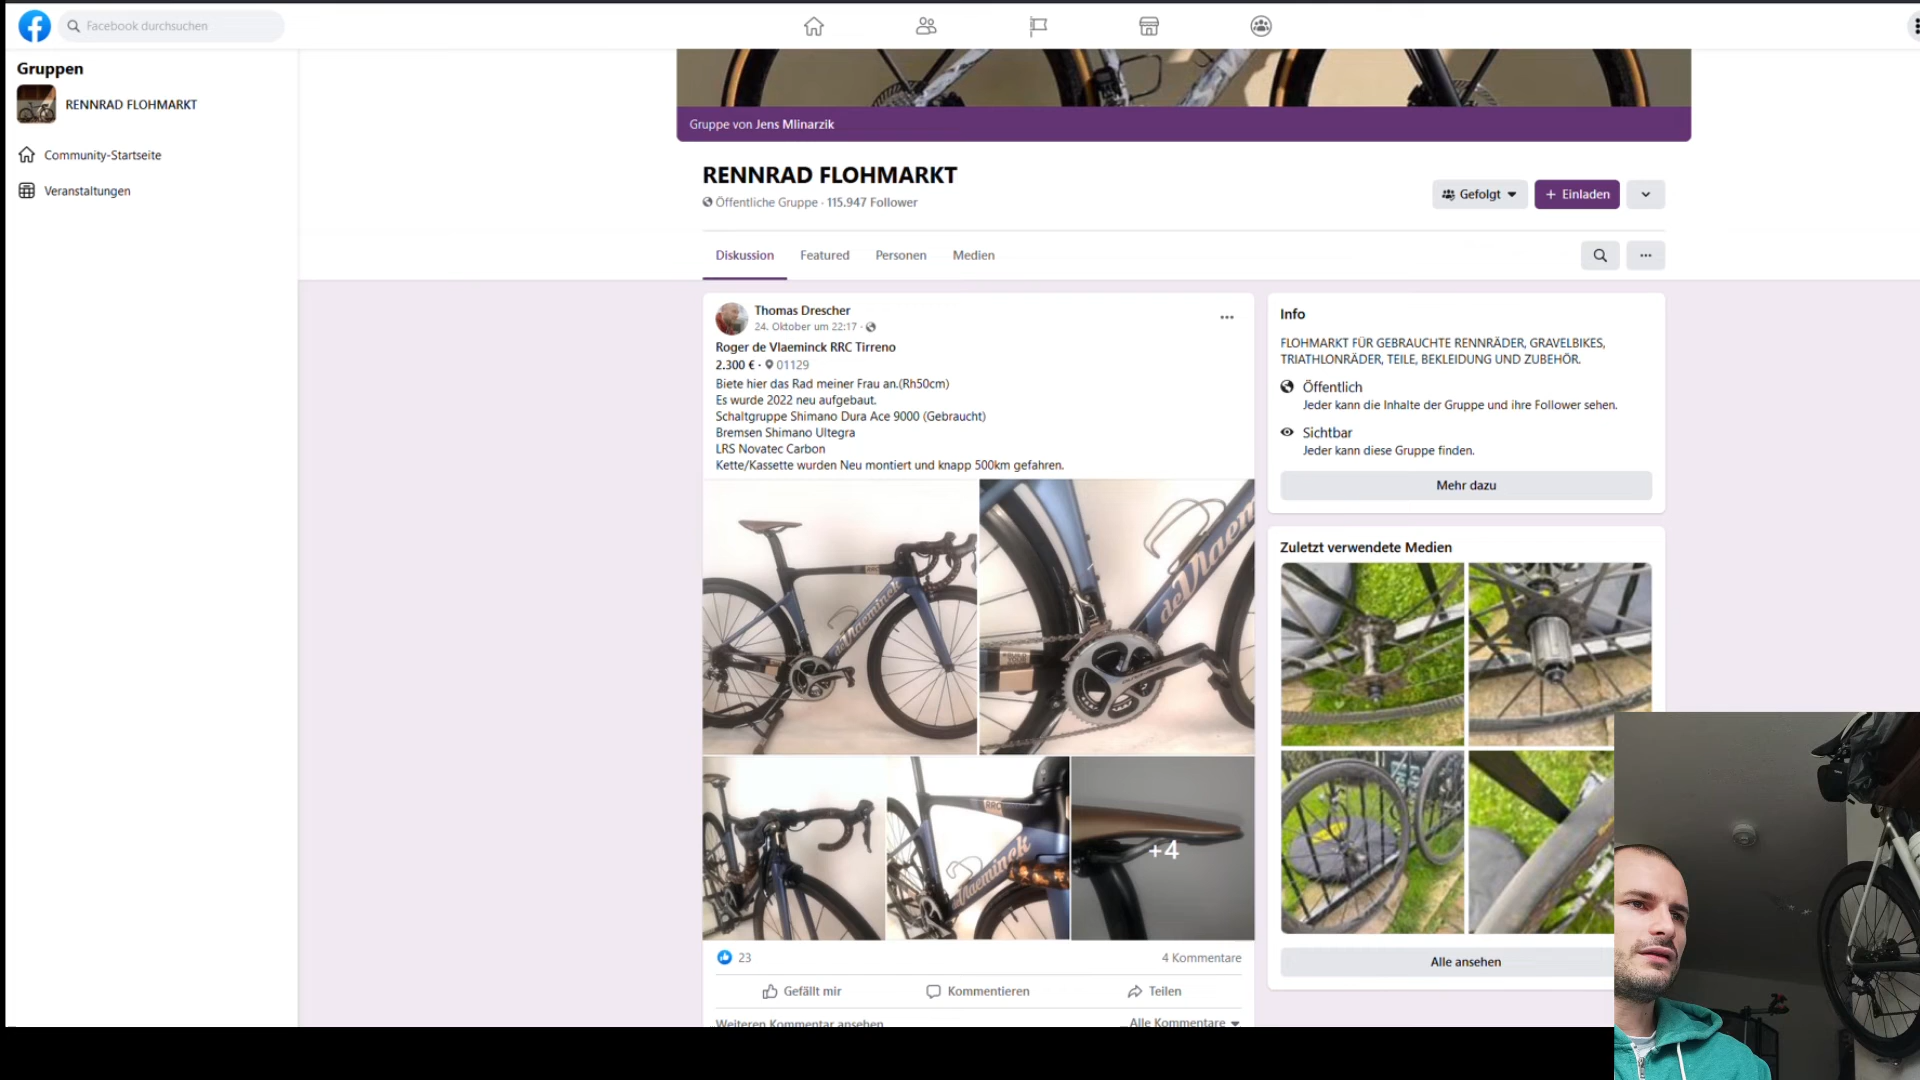 Facebook durchsuchen
Gruppen
RENNRAD FLOHMARKT
Community-Startseite
Veranstaltungen
Gruppe von Jens Mlinarzik
RENNRAD FLOHMARKT
Öffentliche Gruppe · 115.947 Follower
Gefolgt
+ Einladen
Diskussion
Featured
Personen
Medien
Thomas Drescher
24. Oktober um 22:17 ·
Roger de Vlaeminck RRC Tirreno
2.300 € · 01129
Biete hier das Rad meiner Frau an.(Rh50cm)
Es wurde 2022 neu aufgebaut.
Schaltgruppe Shimano Dura Ace 9000 (Gebraucht)
Bremsen Shimano Ultegra
LRS Novatec Carbon
Kette/Kassette wurden Neu montiert und knapp 500km gefahren.
RRC
deVlaeminck
deVlaem
RRC
deVlaeminck
+4
23
4 Kommentare
Gefällt mir
Kommentieren
Teilen
Weiteren Kommentar ansehen
Alle Kommentare
Info
FLOHMARKT FÜR GEBRAUCHTE RENNRÄDER, GRAVELBIKES,
TRIATHLONRÄDER, TEILE, BEKLEIDUNG UND ZUBEHÖR.
Öffentlich
Jeder kann die Inhalte der Gruppe und ihre Follower sehen.
Sichtbar
Jeder kann diese Gruppe finden.
Mehr dazu
Zuletzt verwendete Medien
Alle ansehen